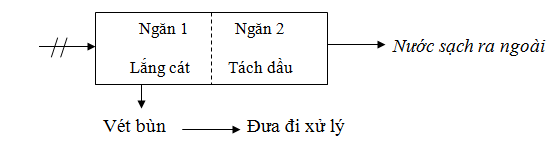 Ngăn 1 Ngăn 2
Nước sạch ra ngoài
Lắng cát Tách dầu
Vét bùn Đưa đi xử lý